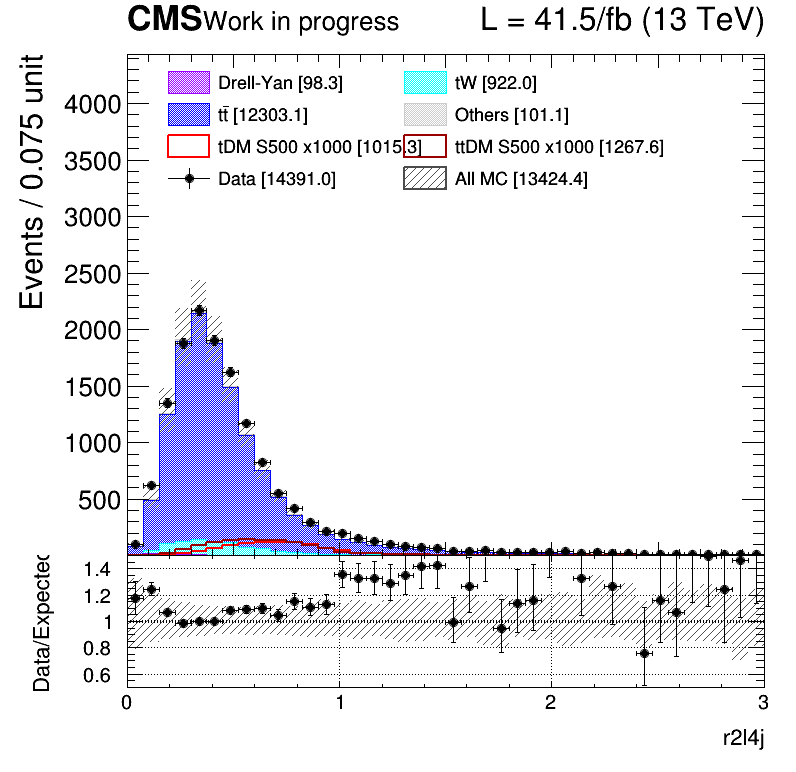 CMS Work in progress L = 41.5/fb (13 TeV)
Events / 0.075 unit
4000
3500
3000
2500
2000
1500
1000
500
Drell-Yan [98.3] tW [922.0]
tt̄ [12303.1] Others [101.1]
tDM S500 x1000 [1015.3] ttDM S500 x1000 [1267.6]
Data [14391.0] All MC [13424.4]
Data/Expected
1.4
1.2
1
0.8
0.6
0 1 2 3
r2l4j